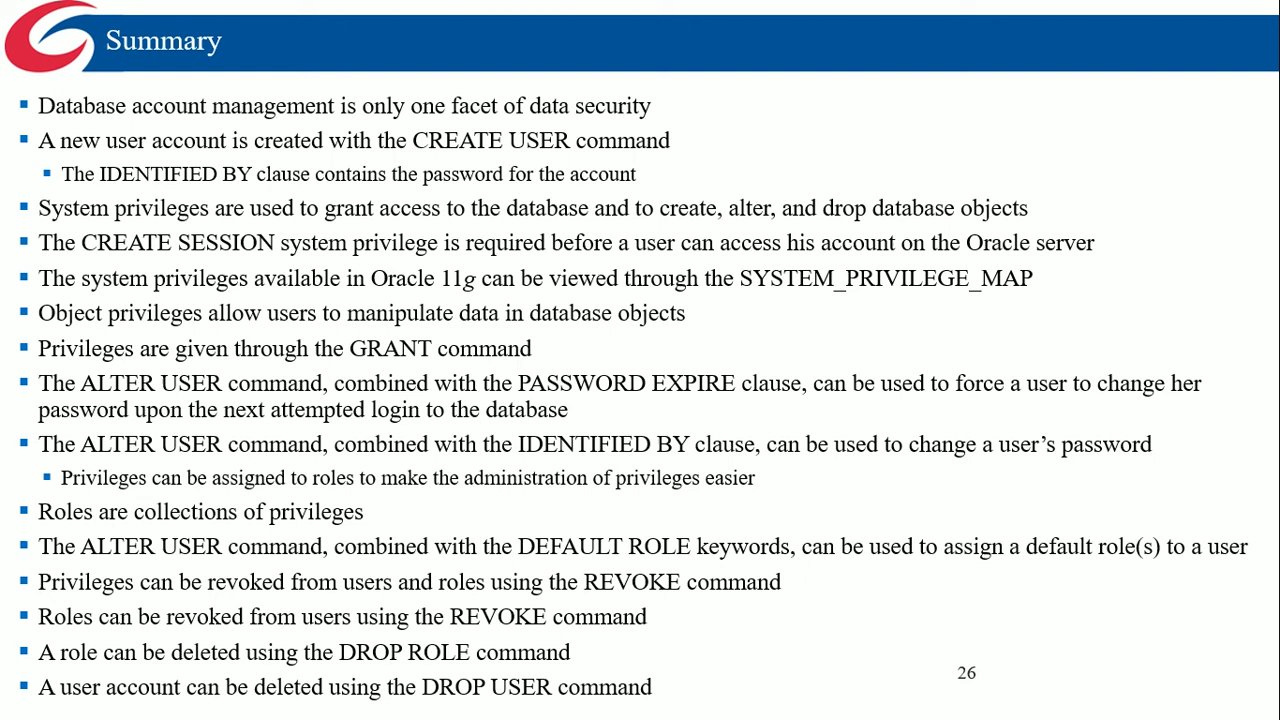 Summary
Database account management is only one facet of data security
A new user account is created with the CREATE USER command
The IDENTIFIED BY clause contains the password for the account
System privileges are used to grant access to the database and to create, alter, and drop database objects
The CREATE SESSION system privilege is required before a user can access his account on the Oracle server
The system privileges available in Oracle 11g can be viewed through the SYSTEM_PRIVILEGE_MAP
Object privileges allow users to manipulate data in database objects
Privileges are given through the GRANT command
The ALTER USER command, combined with the PASSWORD EXPIRE clause, can be used to force a user to change her
password upon the next attempted login to the database
The ALTER USER command, combined with the IDENTIFIED BY clause, can be used to change a user’s password
Privileges can be assigned to roles to make the administration of privileges easier
Roles are collections of privileges
The ALTER USER command, combined with the DEFAULT ROLE keywords, can be used to assign a default role(s) to a user
Privileges can be revoked from users and roles using the REVOKE command
Roles can be revoked from users using the REVOKE command
A role can be deleted using the DROP ROLE command
A user account can be deleted using the DROP USER command
26